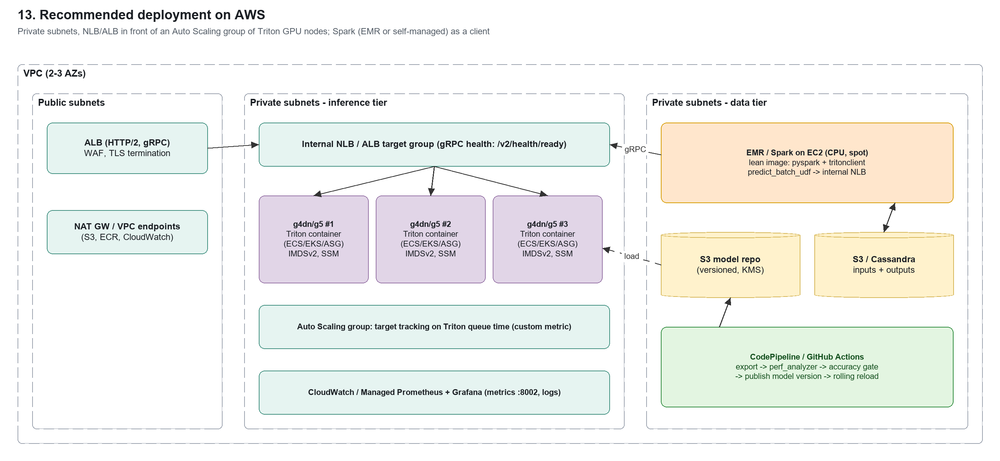 13. Recommended deployment on AWS
Private subnets, NLB/ALB in front of an Auto Scaling group of Triton GPU nodes; Spark (EMR or self-managed) as a client
VPC (2-3 AZs)
Public subnets
ALB (HTTP/2, gRPC)
WAF, TLS termination
NAT GW / VPC endpoints
(S3, ECR, CloudWatch)
Private subnets - inference tier
Internal NLB / ALB target group (gRPC health: /v2/health/ready)
g4dn/g5 #1
Triton container
(ECS/EKS/ASG)
IMDSv2, SSM
g4dn/g5 #2
Triton container
(ECS/EKS/ASG)
IMDSv2, SSM
g4dn/g5 #3
Triton container
(ECS/EKS/ASG)
IMDSv2, SSM
Auto Scaling group: target tracking on Triton queue time (custom metric)
CloudWatch / Managed Prometheus + Grafana (metrics :8002, logs)
gRPC
load
Private subnets - data tier
EMR / Spark on EC2 (CPU, spot)
lean image: pyspark + tritonclient
predict_batch_udf -> internal NLB
S3 model repo
(versioned, KMS)
S3 / Cassandra
inputs + outputs
CodePipeline / GitHub Actions
export -> perf_analyzer -> accuracy gate
-> publish model version -> rolling reload